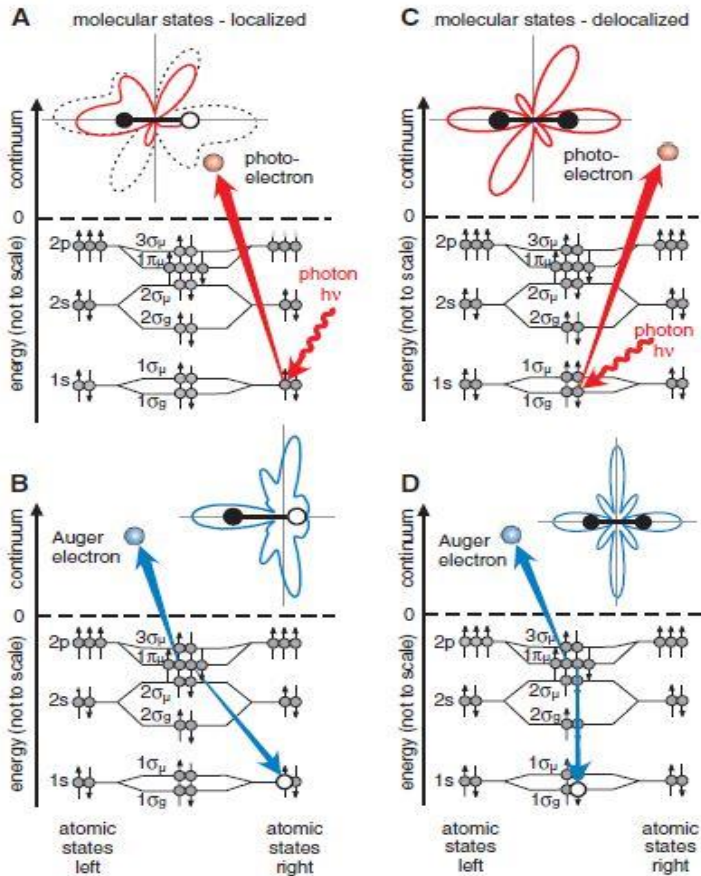 A
molecular states - localized
continuum
photo-
electron
0
energy (not to scale)
2p
3σμ
1πμ
2s
2σμ
2σg
photon
hν
1s
1σμ
1σg
C
molecular states - delocalized
continuum
photo-
electron
0
energy (not to scale)
2p
3σμ
1πμ
2s
2σμ
2σg
photon
hν
1s
1σμ
1σg
B
continuum
Auger
electron
0
energy (not to scale)
2p
3σμ
1πμ
2s
2σμ
2σg
1s
1σμ
1σg
atomic
states
left
atomic
states
right
D
continuum
Auger
electron
0
energy (not to scale)
2p
3σμ
1πμ
2s
2σμ
2σg
1s
1σμ
1σg
atomic
states
left
atomic
states
right